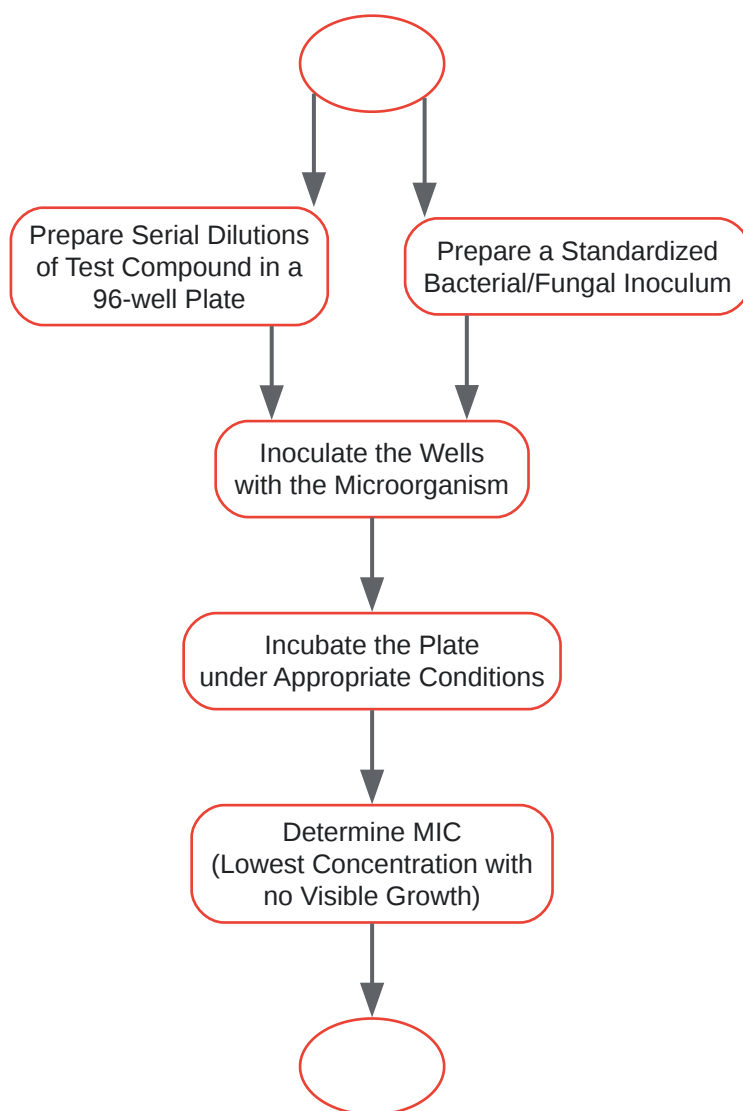 Prepare Serial Dilutions
of Test Compound in a
96-well Plate
Prepare a Standardized
Bacterial/Fungal Inoculum
Inoculate the Wells
with the Microorganism
Incubate the Plate
under Appropriate Conditions
Determine MIC
(Lowest Concentration with
no Visible Growth)